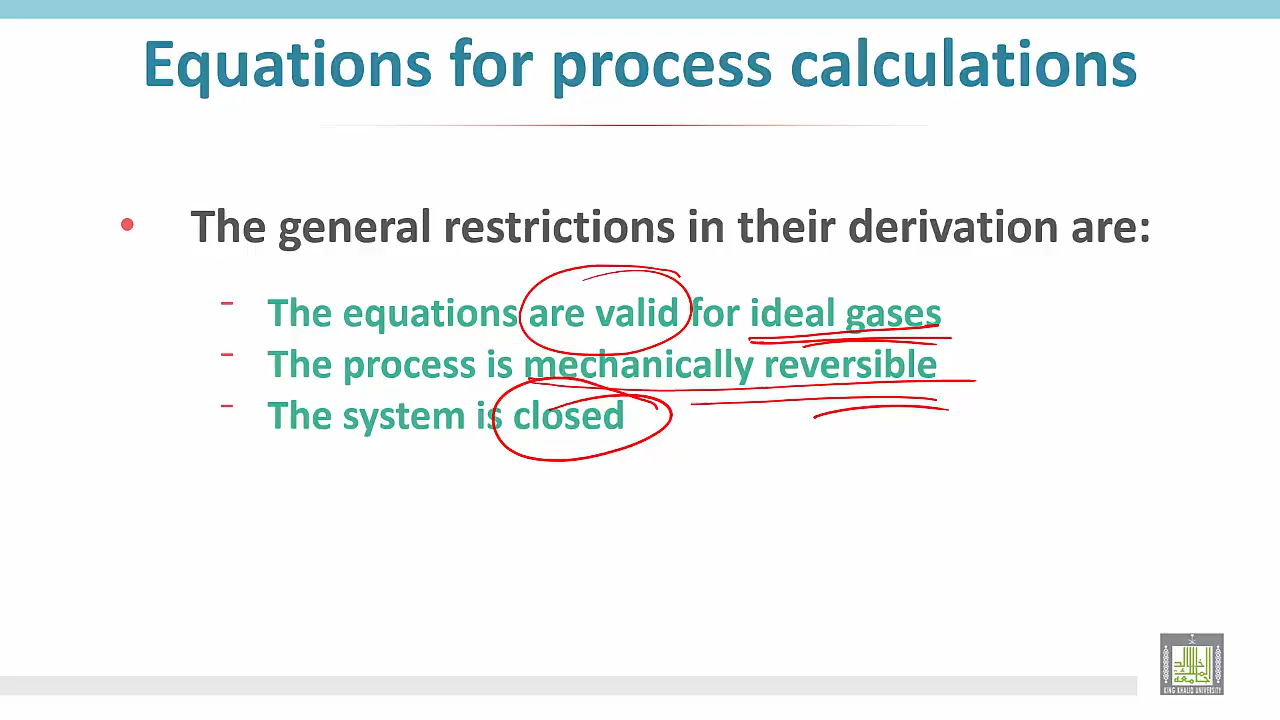 Equations for process calculations
• The general restrictions in their derivation are:
- The equations are valid for ideal gases
- The process is mechanically reversible
- The system is closed
KING KHALID UNIVERSITY